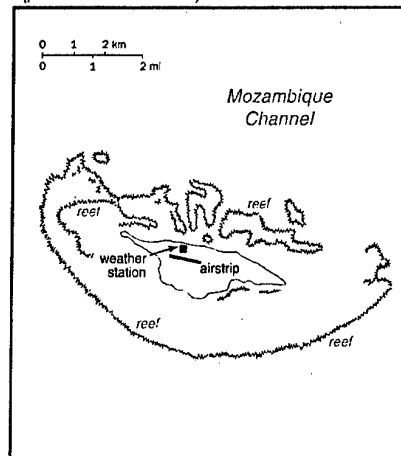 0 1 2 km
0 1 2 mi
Mozambique
Channel
reef
reef
weather
station
airstrip
reef
reef